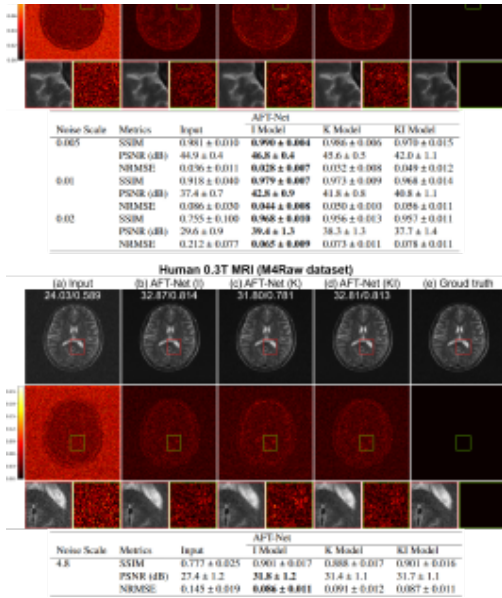 AFT-Net
Noise Scale Metrics Input I Model K Model KI Model
0.005 SSIM 0.981 ± 0.010 0.990 ± 0.004 0.986 ± 0.006 0.970 ± 0.015
PSNR (dB) 44.9 ± 0.4 46.8 ± 0.4 45.6 ± 0.5 42.0 ± 1.1
NRMSE 0.036 ± 0.011 0.028 ± 0.007 0.032 ± 0.008 0.049 ± 0.012
0.01 SSIM 0.918 ± 0.040 0.979 ± 0.007 0.973 ± 0.009 0.968 ± 0.014
PSNR (dB) 37.4 ± 0.7 42.8 ± 0.9 41.8 ± 0.8 40.8 ± 1.1
NRMSE 0.086 ± 0.030 0.044 ± 0.008 0.050 ± 0.010 0.056 ± 0.011
0.02 SSIM 0.755 ± 0.100 0.968 ± 0.010 0.956 ± 0.013 0.957 ± 0.011
PSNR (dB) 29.6 ± 0.9 39.4 ± 1.3 38.3 ± 1.3 37.7 ± 1.4
NRMSE 0.212 ± 0.077 0.065 ± 0.009 0.073 ± 0.011 0.078 ± 0.011
Human 0.3T MRI (M4Raw dataset)
(a) Input (b) AFT-Net (I) (c) AFT-Net (K) (d) AFT-Net (KI) (e) Groud truth
24.03/0.589 32.87/0.814 31.80/0.781 32.81/0.813
AFT-Net
Noise Scale Metrics Input I Model K Model KI Model
4.8 SSIM 0.777 ± 0.025 0.901 ± 0.017 0.888 ± 0.017 0.901 ± 0.016
PSNR (dB) 27.4 ± 1.2 31.8 ± 1.2 31.4 ± 1.1 31.7 ± 1.1
NRMSE 0.145 ± 0.019 0.086 ± 0.011 0.091 ± 0.012 0.087 ± 0.011